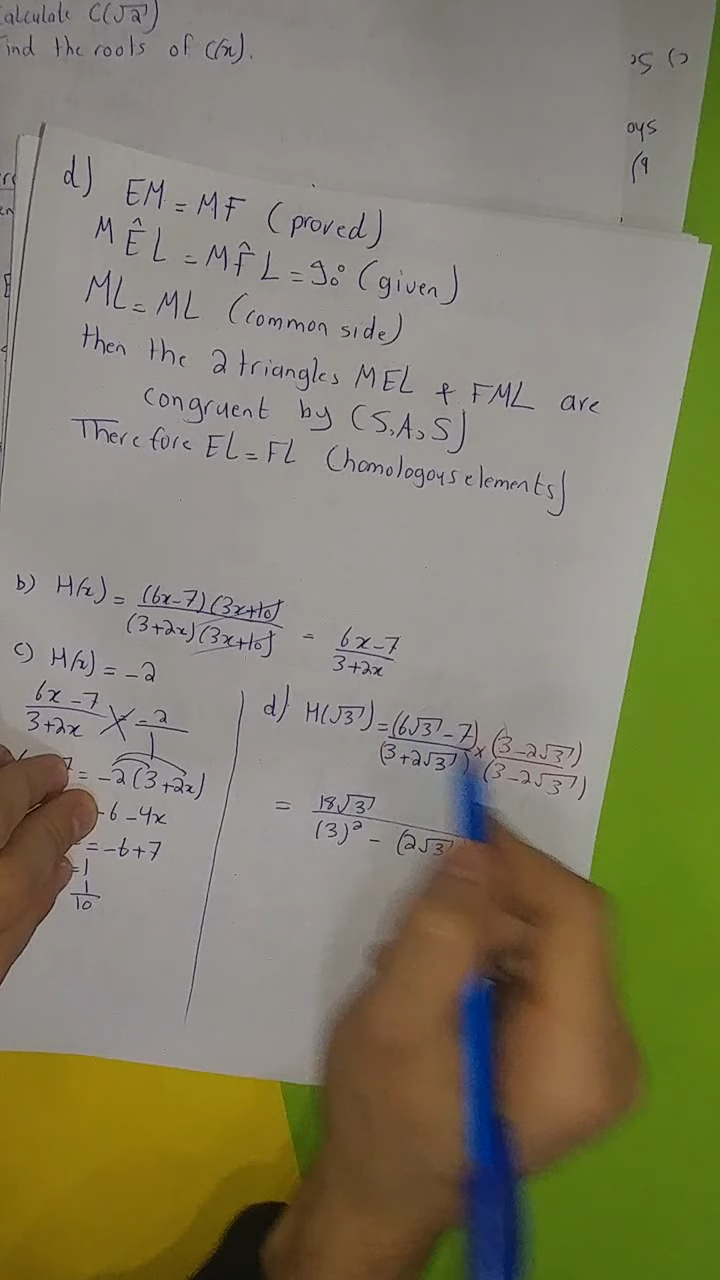 Calculate C(√2)
Find the roots of C(x).
d) EM = MF (proved)
MÊL = MF̂L = 90° (given)
ML = ML (common side)
then the 2 triangles MEL & FML are
congruent by (S,A,S)
Therefore EL = FL (homologous elements)
b) H(x) = (6x-7)(3x+10) / (3+2x)(3x+10) = 6x-7 / 3+2x
c) H(x) = -2
6x-7 / 3+2x = -2 / 1
= -2(3+2x)
-6-4x
= -6+7
=1
1/10
d) H(√3) = (6√3-7) / (3+2√3) × (3-2√3) / (3-2√3)
= 18√3 / (3)² - (2√3